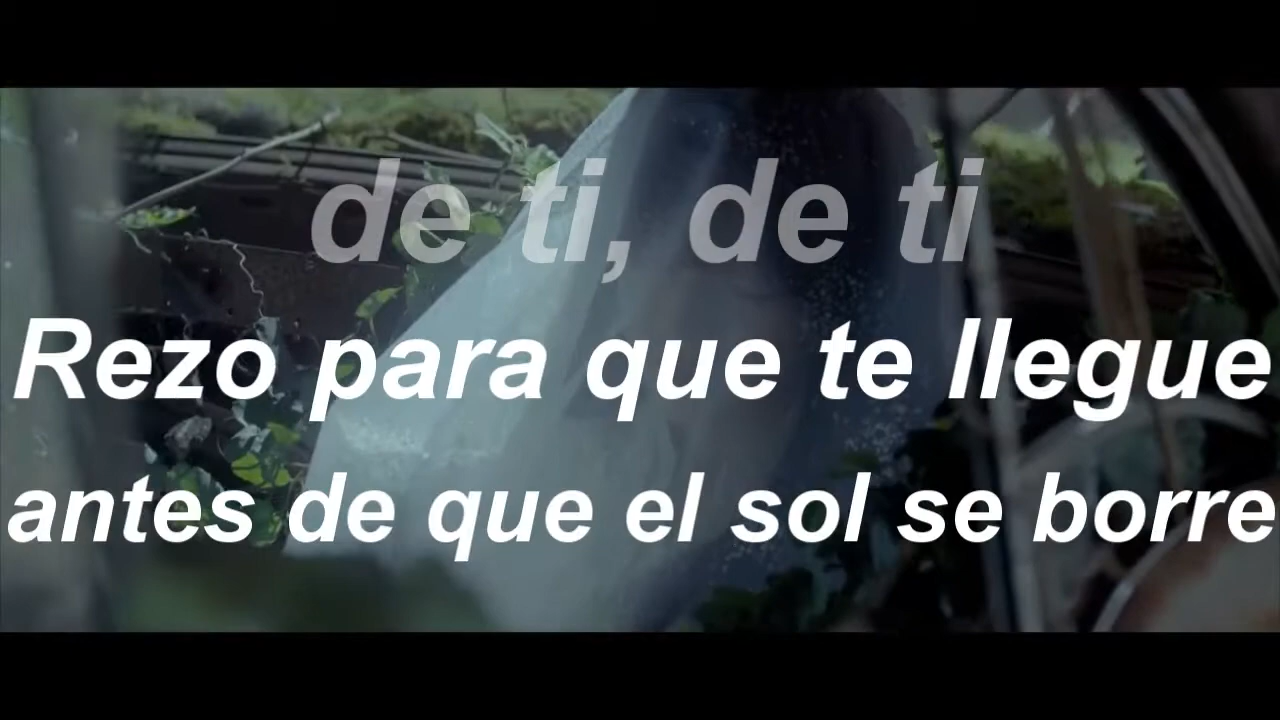 de ti, de ti
Rezo para que te llegue
antes de que el sol se borre